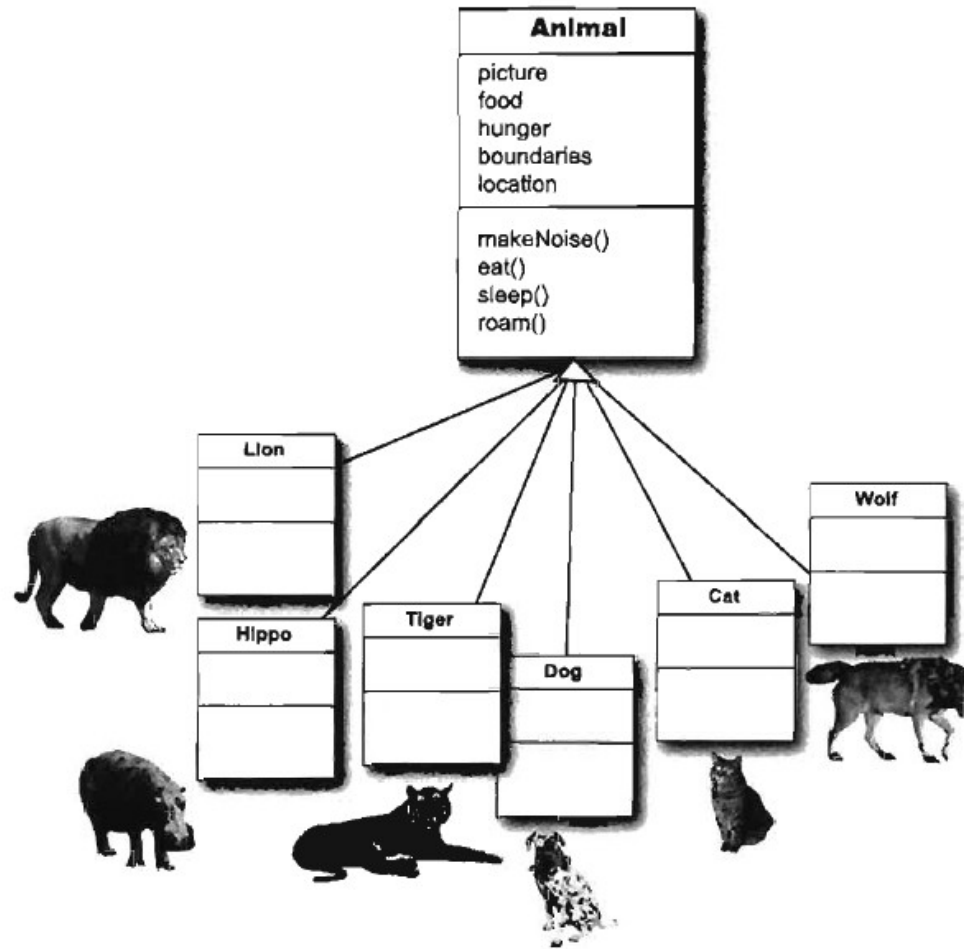 Animal
picture
food
hunger
boundaries
location
makeNoise()
eat()
sleep()
roam()
Lion
Hippo
Tiger
Dog
Cat
Wolf